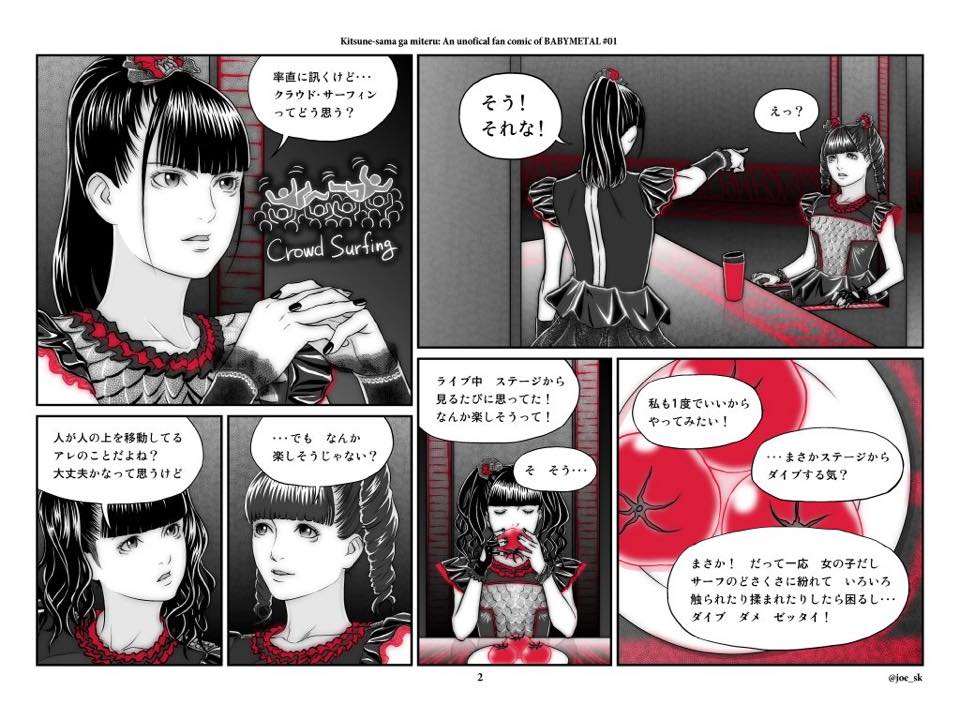 Kitsune-sama ga miteru: An unofical fan comic of BABYMETAL #01
率直に訊くけど･･･
クラウド・サーフィン
ってどう思う？
Crowd Surfing
人が人の上を移動してる
アレのことだよね？
大丈夫かなって思うけど
･･･でも　なんか
楽しそうじゃない？
そう！
それな！
えっ？
ライブ中　ステージから
見るたびに思ってた！
なんか楽しそうって！
そ　そう･･･
私も1度でいいから
やってみたい！
･･･まさかステージから
ダイブする気？
まさか！　だって一応　女の子だし
サーフのどさくさに紛れて　いろいろ
触られたり揉まれたりしたら困るし･･･
ダイブ　ダメ　ゼッタイ！
2
@joe_sk